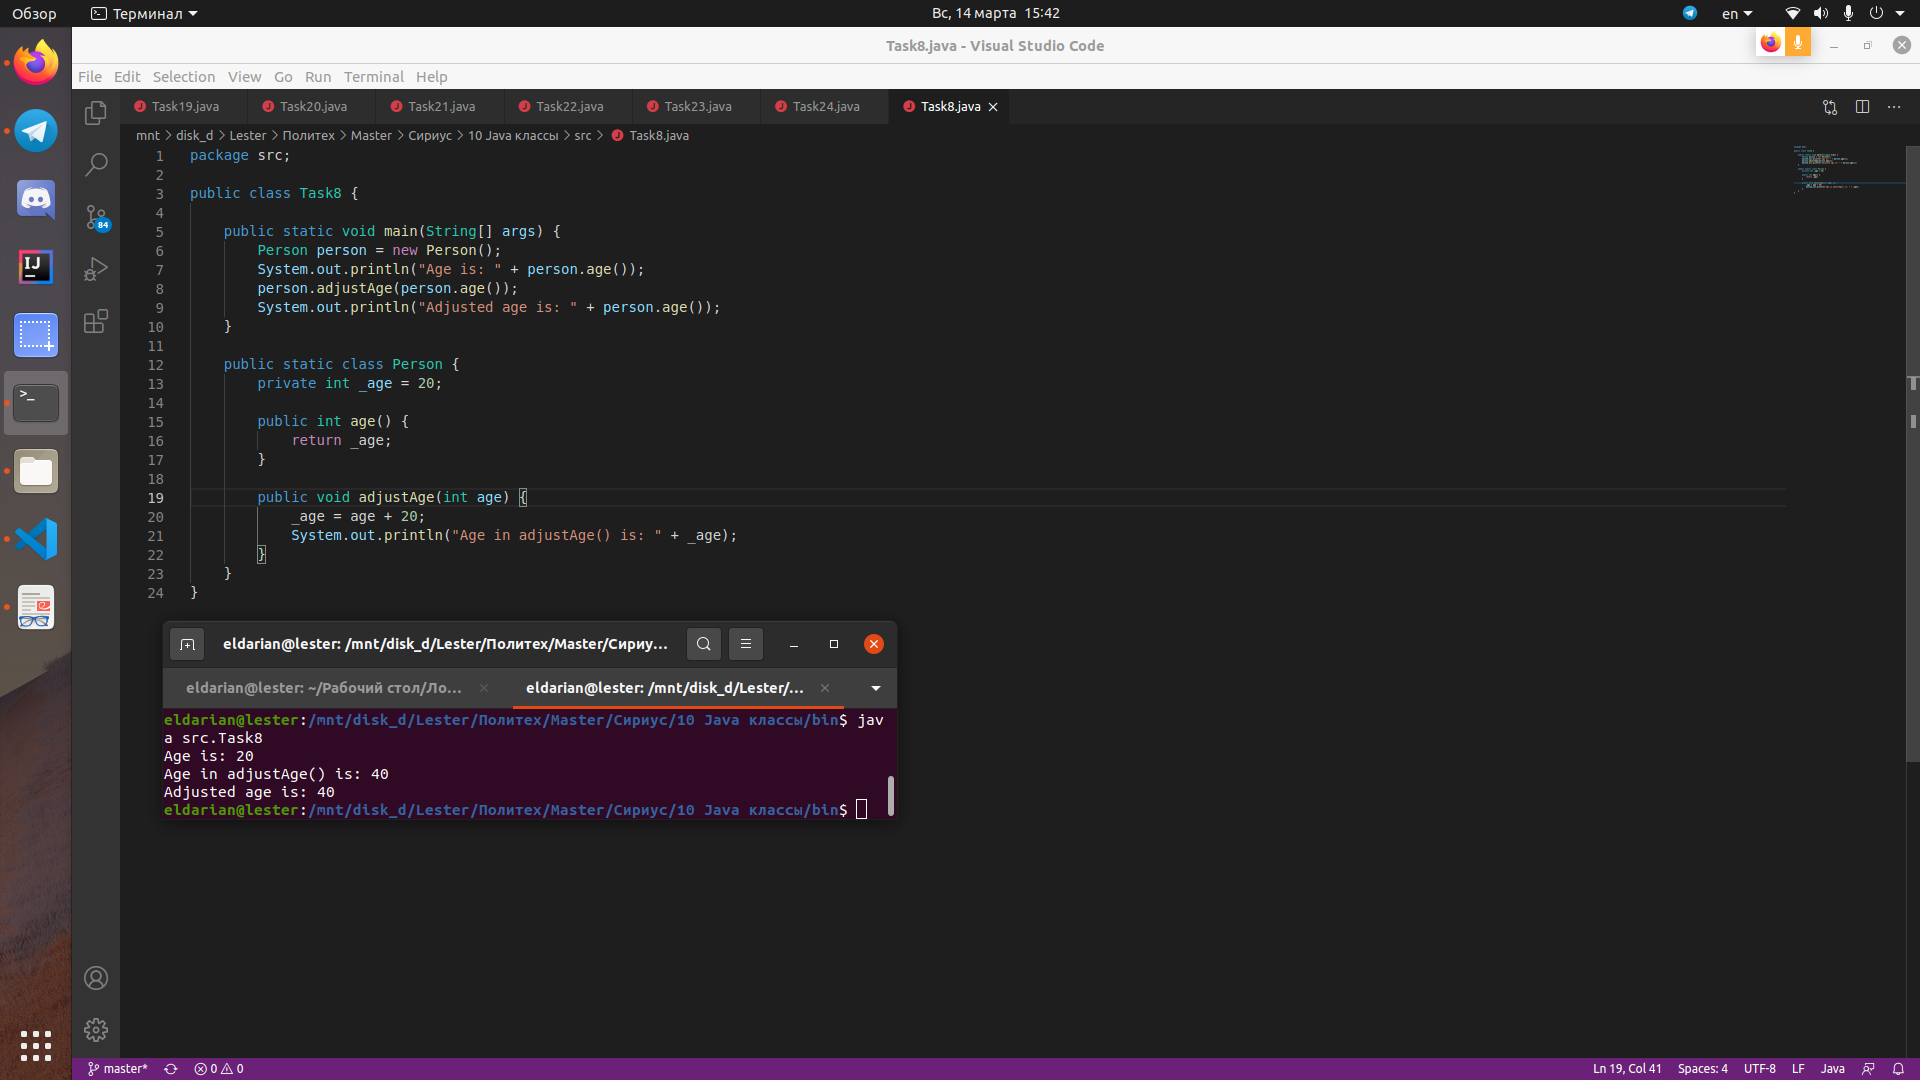 Обзор
Терминал
Вс, 14 марта 15:42
en
Task8.java - Visual Studio Code
File Edit Selection View Go Run Terminal Help
Task19.java
Task20.java
Task21.java
Task22.java
Task23.java
Task24.java
Task8.java
mnt > disk_d > Lester > Политех > Master > Сириус > 10 Java классы > src > Task8.java
84
IJ
1 package src;
2
3 public class Task8 {
4
5     public static void main(String[] args) {
6         Person person = new Person();
7         System.out.println("Age is: " + person.age());
8         person.adjustAge(person.age());
9         System.out.println("Adjusted age is: " + person.age());
10     }
11
12     public static class Person {
13         private int _age = 20;
14
15         public int age() {
16             return _age;
17         }
18
19         public void adjustAge(int age) {
20             _age = age + 20;
21             System.out.println("Age in adjustAge() is: " + _age);
22         }
23     }
24 }
eldarian@lester: /mnt/disk_d/Lester/Политех/Master/Сириу...
eldarian@lester: ~/Рабочий стол/Ло...
eldarian@lester: /mnt/disk_d/Lester/...
eldarian@lester:/mnt/disk_d/Lester/Политех/Master/Сириус/10 Java классы/bin$ jav
a src.Task8
Age is: 20
Age in adjustAge() is: 40
Adjusted age is: 40
eldarian@lester:/mnt/disk_d/Lester/Политех/Master/Сириус/10 Java классы/bin$
master*
0
0
Ln 19, Col 41
Spaces: 4
UTF-8
LF
Java